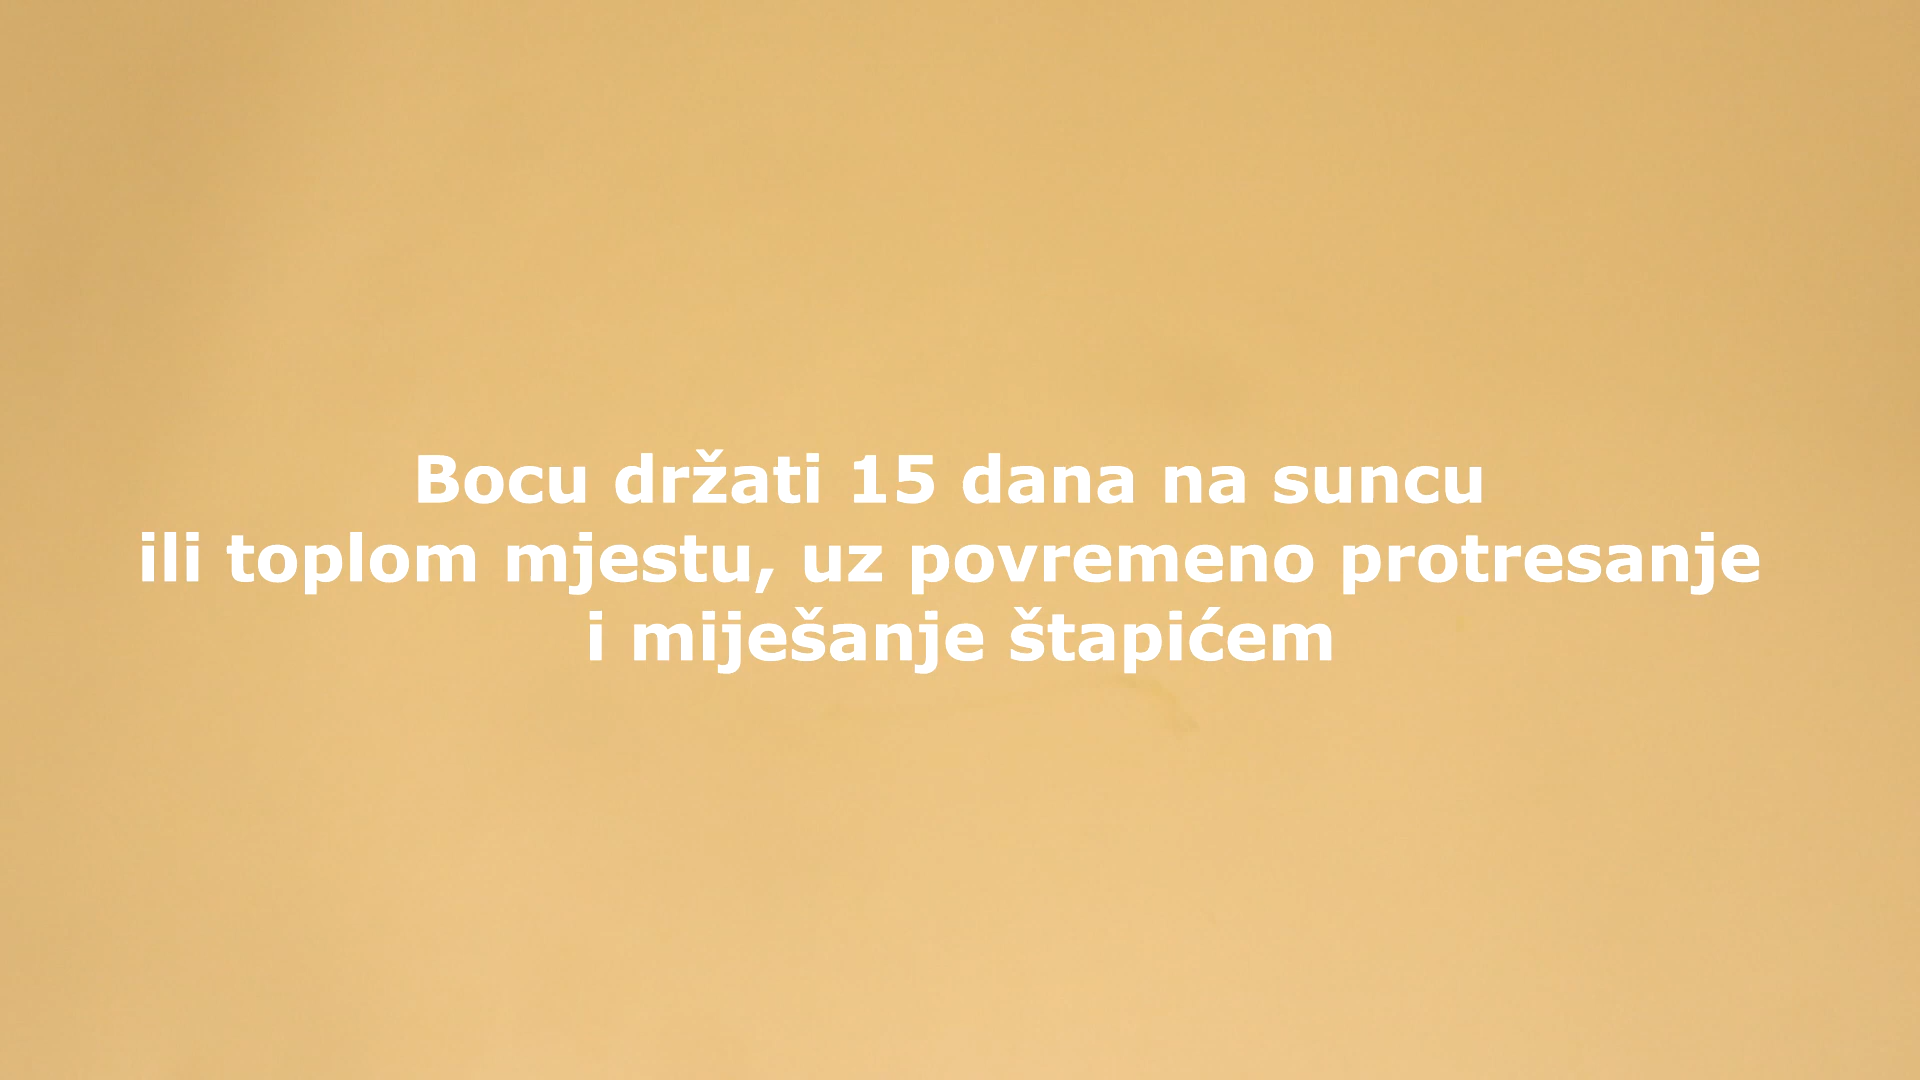 Bocu držati 15 dana na suncu
ili toplom mjestu, uz povremeno protresanje
i miješanje štapićem